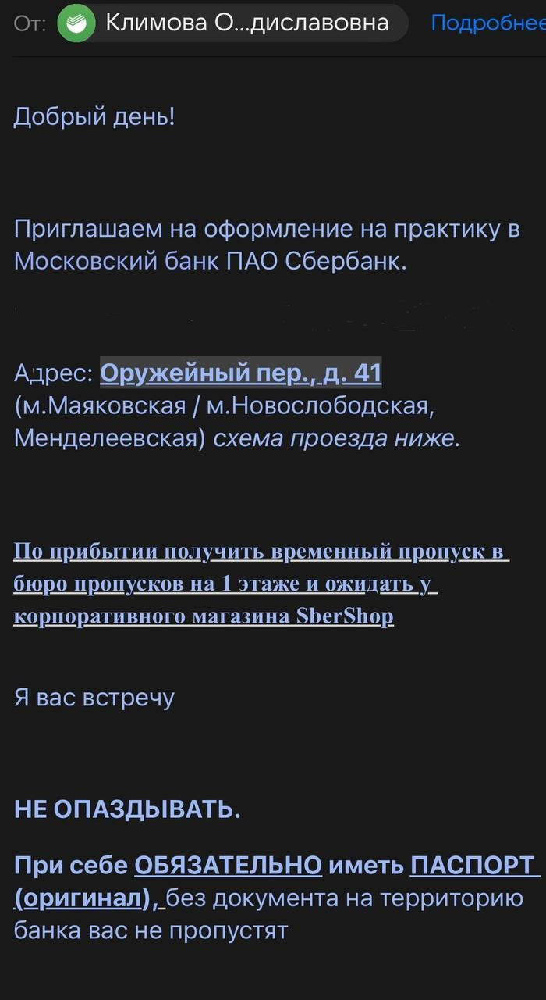 От: Климова О...диславовна Подробнее
Добрый день!
Приглашаем на оформление на практику в
Московский банк ПАО Сбербанк.
Адрес: Оружейный пер., д. 41
(м.Маяковская / м.Новослободская,
Менделеевская) схема проезда ниже.
По прибытии получить временный пропуск в
бюро пропусков на 1 этаже и ожидать у
корпоративного магазина SberShop
Я вас встречу
НЕ ОПАЗДЫВАТЬ.
При себе ОБЯЗАТЕЛЬНО иметь ПАСПОРТ
(оригинал), без документа на территорию
банка вас не пропустят